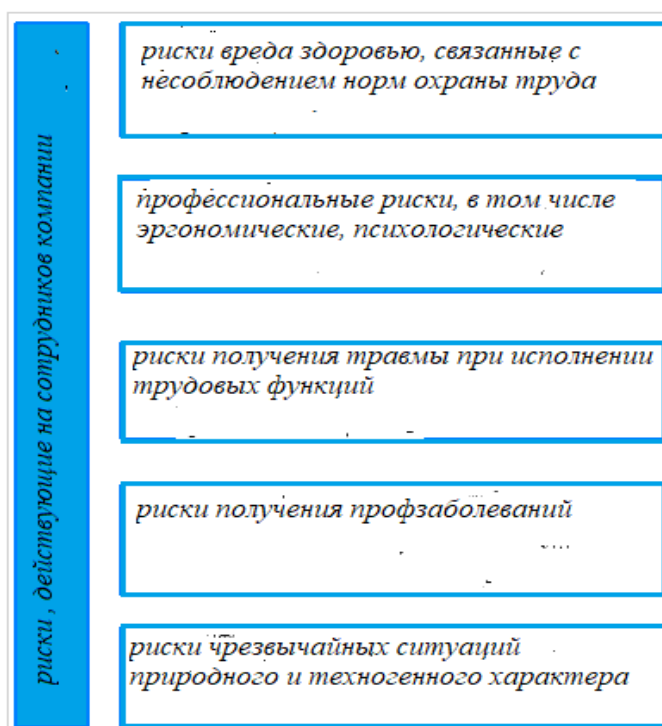 риски , действующие на сотрудников компании
риски вреда здоровью, связанные с
несоблюдением норм охраны труда
профессиональные риски, в том числе
эргономические, психологические
риски получения травмы при исполнении
трудовых функций
риски получения профзаболеваний
риски чрезвычайных ситуаций
природного и техногенного характера